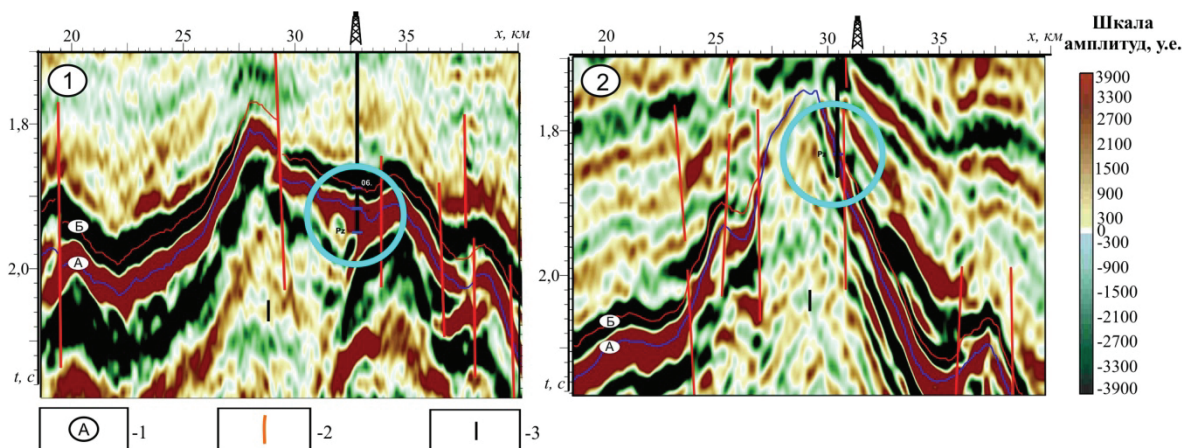 20 25 30 35 x, км
20 25 30 35 x, км
Шкала
амплитуд, у.е.
1
1,8
об.
Б
Pz
А
2,0
t, с
2
1,8
Pz
2,0
Б
А
t, с
3900
3300
2700
2100
1500
900
300
0
-300
-900
-1500
-2100
-2700
-3300
-3900
А -1
-2
-3